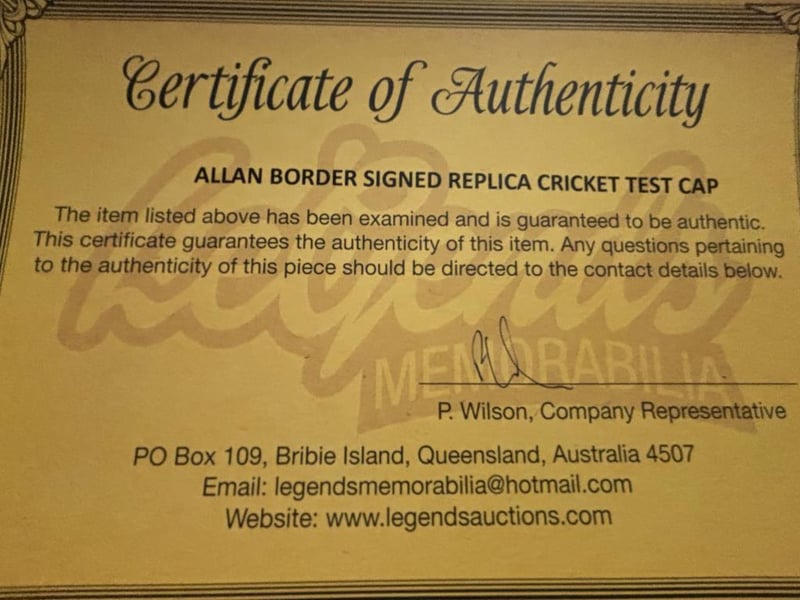 Certificate of Authenticity
ALLAN BORDER SIGNED REPLICA CRICKET TEST CAP
The item listed above has been examined and is guaranteed to be authentic.
This certificate guarantees the authenticity of this item. Any questions pertaining
to the authenticity of this piece should be directed to the contact details below.
Legends
MEMORABILIA
P. Wilson, Company Representative
PO Box 109, Bribie Island, Queensland, Australia 4507
Email: legendsmemorabilia@hotmail.com
Website: www.legendsauctions.com